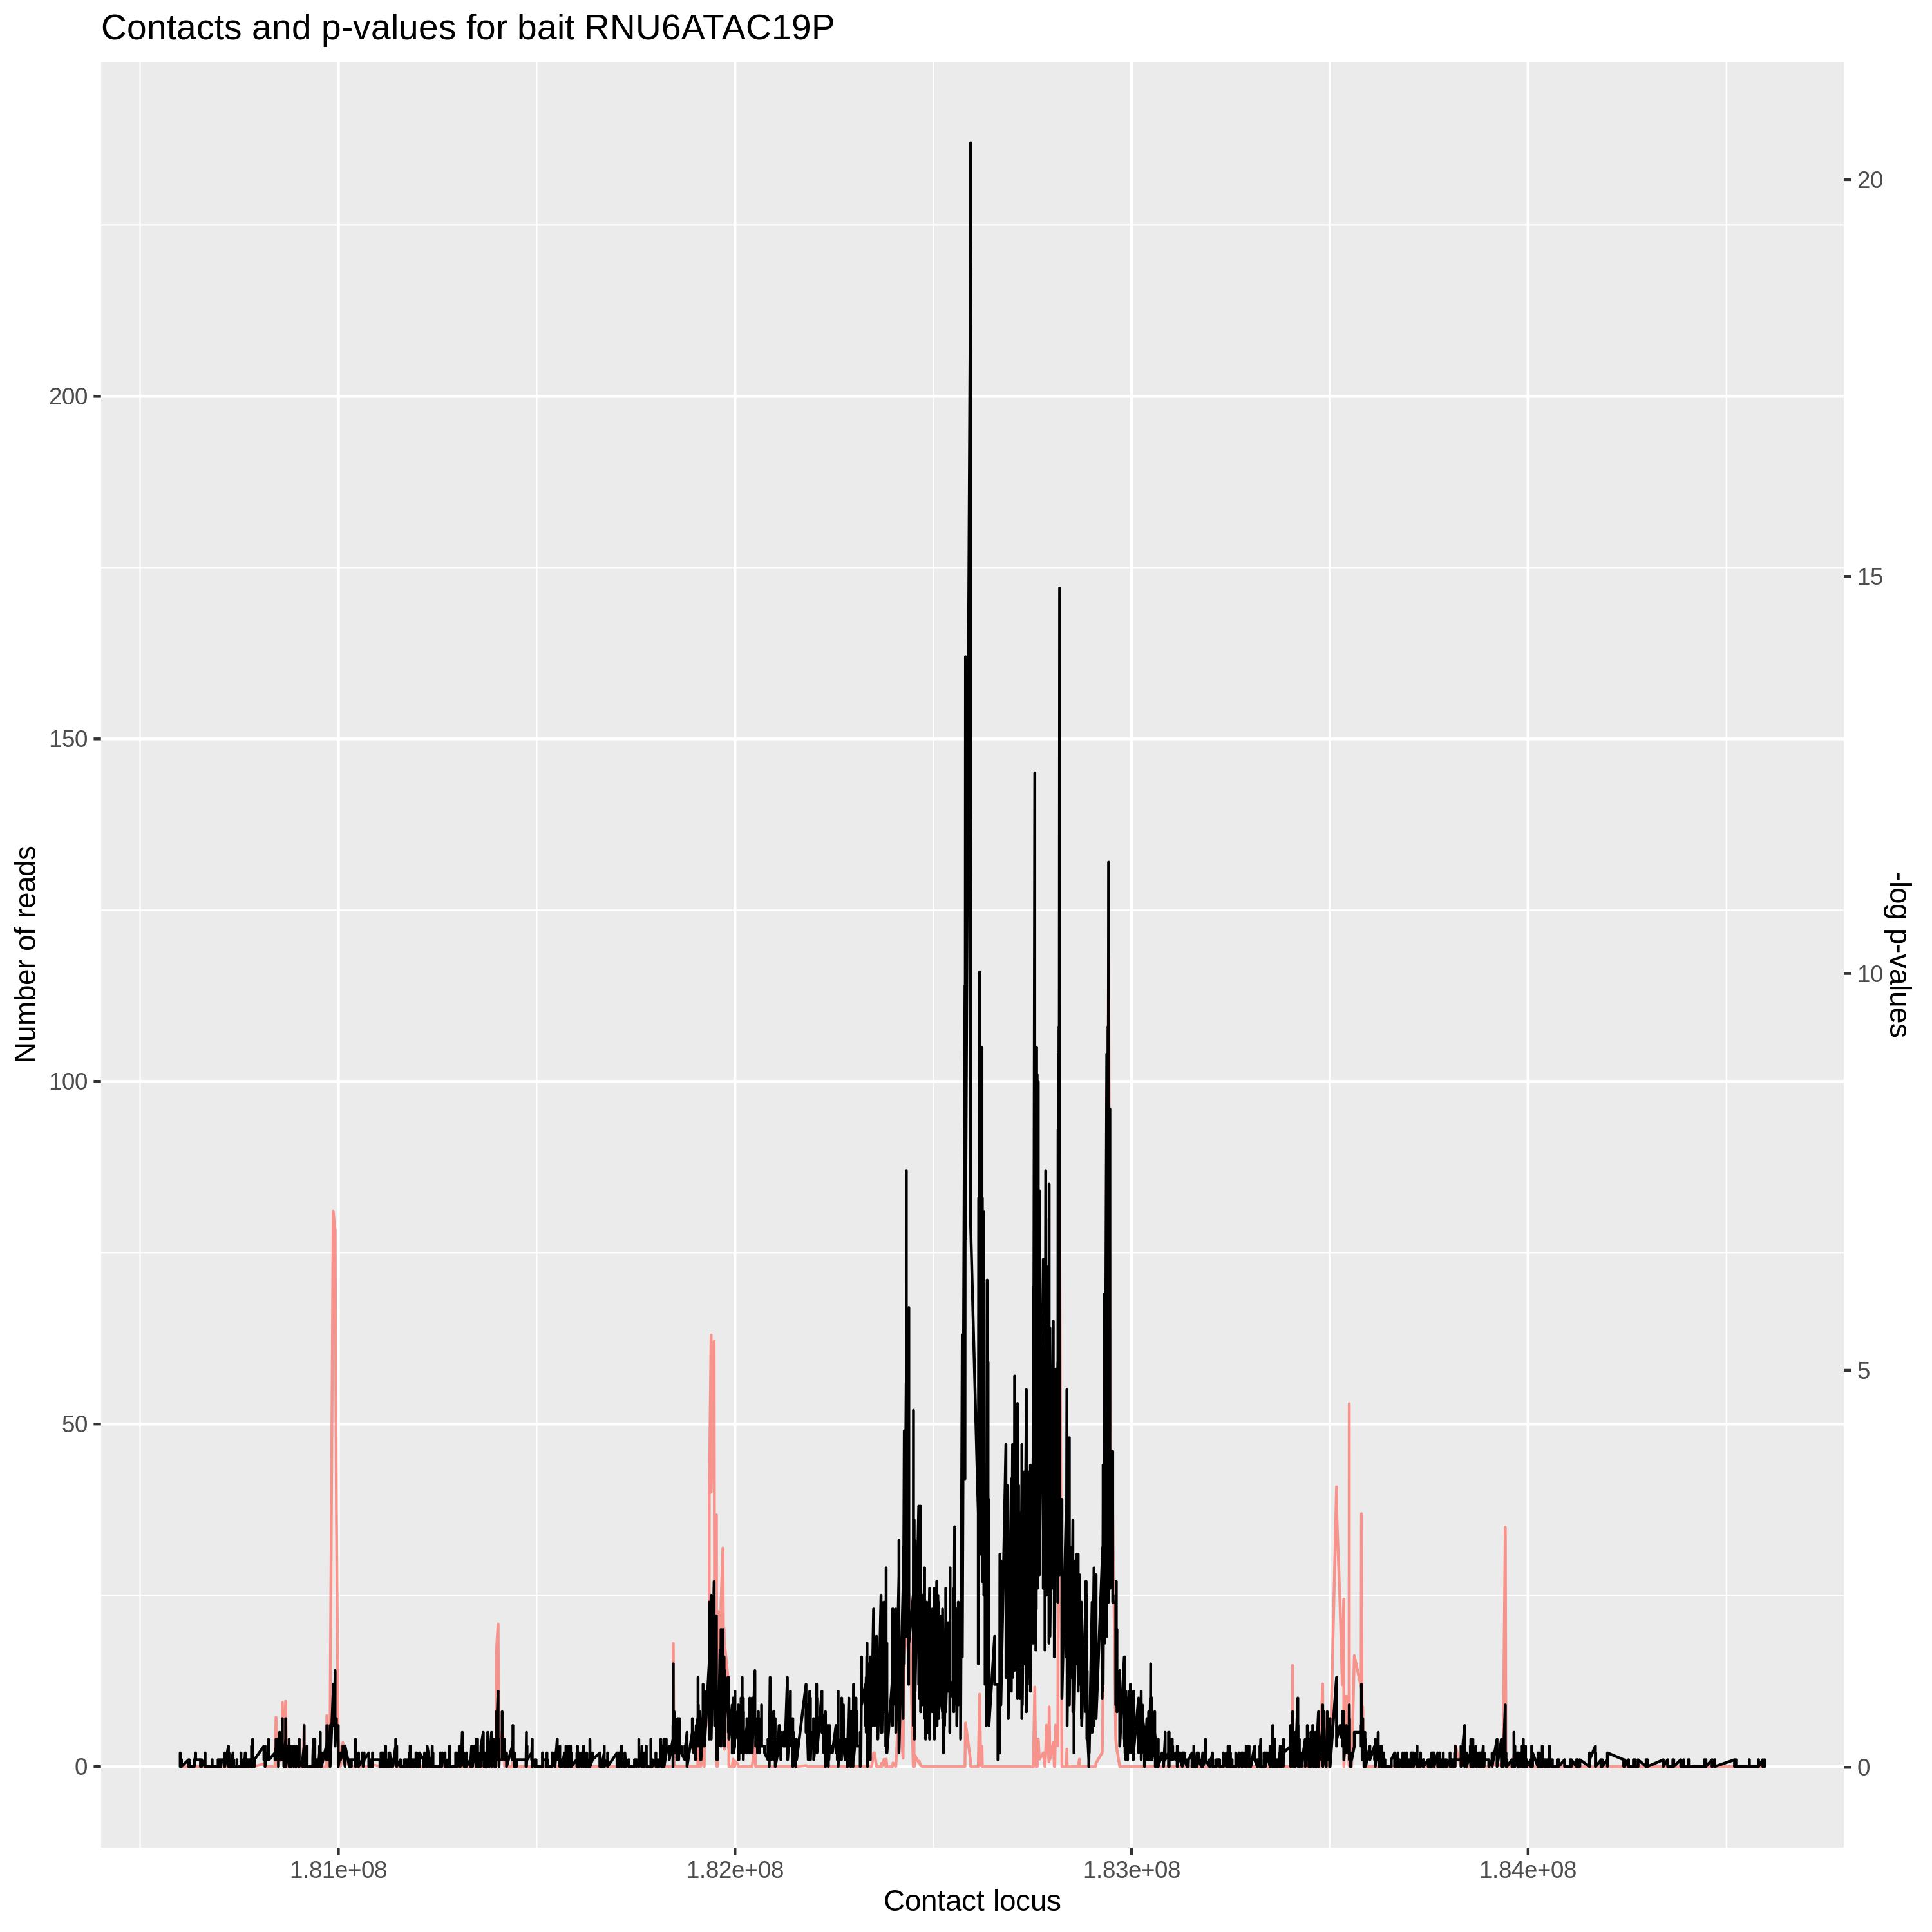 Contacts and p-values for bait RNU6ATAC19P
Number of reads
200
150
100
50
0
20
15
10
5
0
-log p-values
1.81e+08
1.82e+08
1.83e+08
1.84e+08
Contact locus